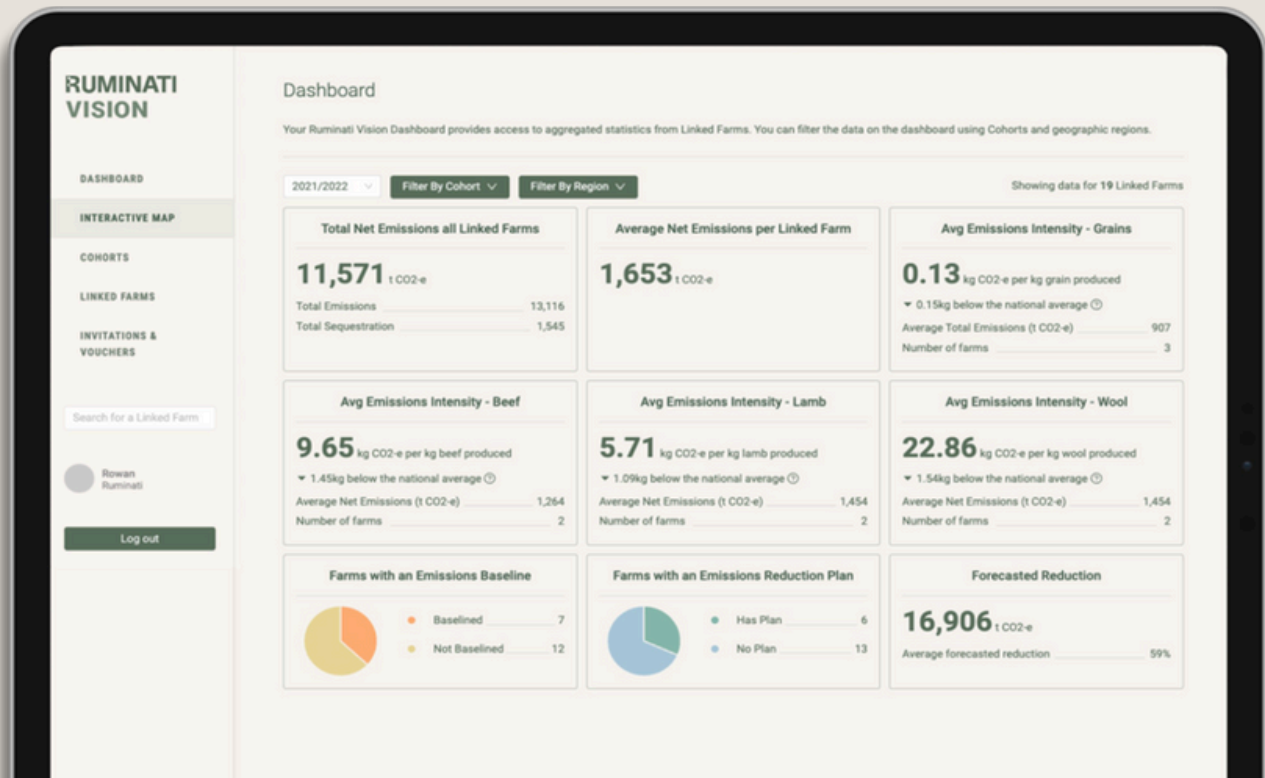 RUMINATI
VISION
DASHBOARD
INTERACTIVE MAP
COHORTS
LINKED FARMS
INVITATIONS &
VOUCHERS
Search for a Linked Farm
Rowan
Ruminati
Log out
Dashboard
Your Ruminati Vision Dashboard provides access to aggregated statistics from Linked Farms. You can filter the data on the dashboard using Cohorts and geographic regions.
2021/2022 Filter By Cohort Filter By Region Showing data for 19 Linked Farms
Total Net Emissions all Linked Farms
11,571 t CO2-e
Total Emissions 13,116
Total Sequestration 1,545
Average Net Emissions per Linked Farm
1,653 t CO2-e
Avg Emissions Intensity - Grains
0.13 kg CO2-e per kg grain produced
0.15kg below the national average ?
Average Total Emissions (t CO2-e) 907
Number of farms 3
Avg Emissions Intensity - Beef
9.65 kg CO2-e per kg beef produced
1.45kg below the national average ?
Average Net Emissions (t CO2-e) 1,264
Number of farms 2
Avg Emissions Intensity - Lamb
5.71 kg CO2-e per kg lamb produced
1.09kg below the national average ?
Average Net Emissions (t CO2-e) 1,454
Number of farms 2
Avg Emissions Intensity - Wool
22.86 kg CO2-e per kg wool produced
1.54kg below the national average ?
Average Net Emissions (t CO2-e) 1,454
Number of farms 2
Farms with an Emissions Baseline
Baselined 7
Not Baselined 12
Farms with an Emissions Reduction Plan
Has Plan 6
No Plan 13
Forecasted Reduction
16,906 t CO2-e
Average forecasted reduction 59%